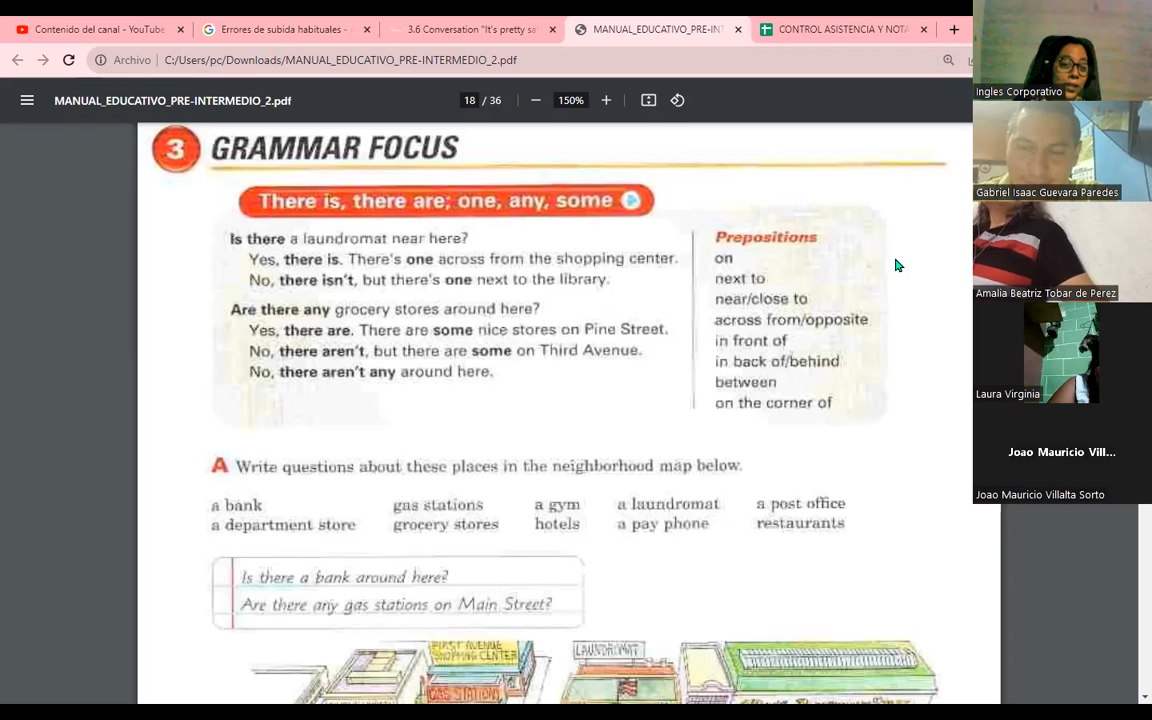 Contenido del canal - YouTube
Errores de subida habituales -
3.6 Conversation "It's pretty sa
MANUAL_EDUCATIVO_PRE-INT
CONTROL ASISTENCIA Y NOTA
Archivo
C:/Users/pc/Downloads/MANUAL_EDUCATIVO_PRE-INTERMEDIO_2.pdf
MANUAL_EDUCATIVO_PRE-INTERMEDIO_2.pdf
18 / 36
150%
3 GRAMMAR FOCUS
There is, there are; one, any, some
Is there a laundromat near here?
Yes, there is. There's one across from the shopping center.
No, there isn't, but there's one next to the library.
Are there any grocery stores around here?
Yes, there are. There are some nice stores on Pine Street.
No, there aren't, but there are some on Third Avenue.
No, there aren't any around here.
Prepositions
on
next to
near/close to
across from/opposite
in front of
in back of/behind
between
on the corner of
A Write questions about these places in the neighborhood map below.
a bank gas stations a gym a laundromat a post office
a department store grocery stores hotels a pay phone restaurants
Is there a bank around here?
Are there any gas stations on Main Street?
FIRST AVENUE
SHOPPING CENTER
GAS STATIONS
LAUNDROMAT
Ingles Corporativo
Gabriel Isaac Guevara Paredes
Amalia Beatriz Tobar de Perez
Laura Virginia
Joao Mauricio Vill...
Joao Mauricio Villalta Sorto